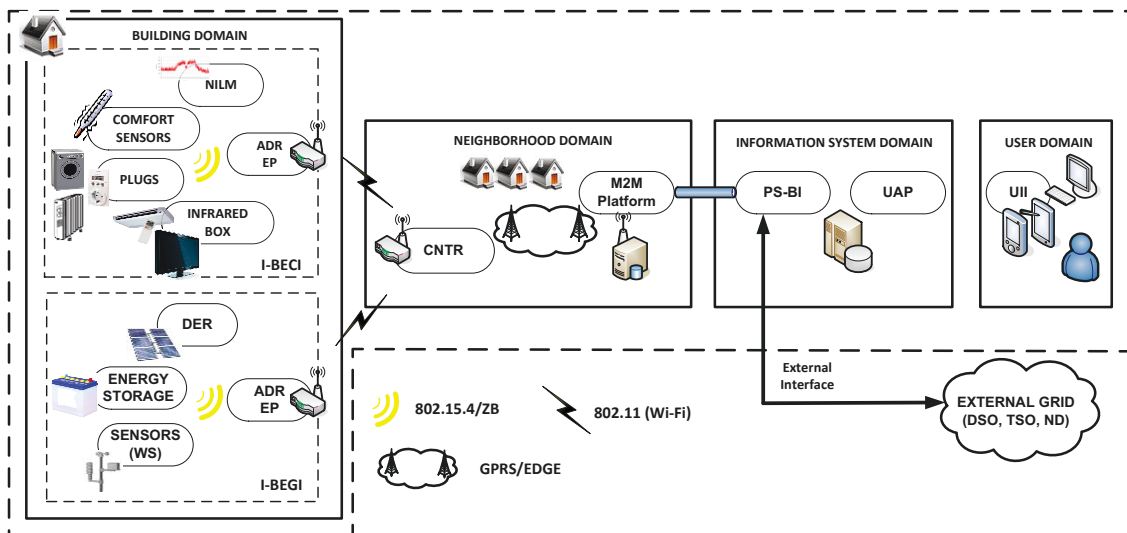 BUILDING DOMAIN
NILM
COMFORT
SENSORS
ADR
EP
PLUGS
INFRARED
BOX
I-BECI
DER
ENERGY
STORAGE
ADR
EP
SENSORS
(WS)
I-BEGI
NEIGHBORHOOD DOMAIN
M2M
Platform
CNTR
INFORMATION SYSTEM DOMAIN
PS-BI
UAP
USER DOMAIN
UII
External
Interface
EXTERNAL GRID
(DSO, TSO, ND)
802.15.4/ZB
802.11 (Wi-Fi)
GPRS/EDGE